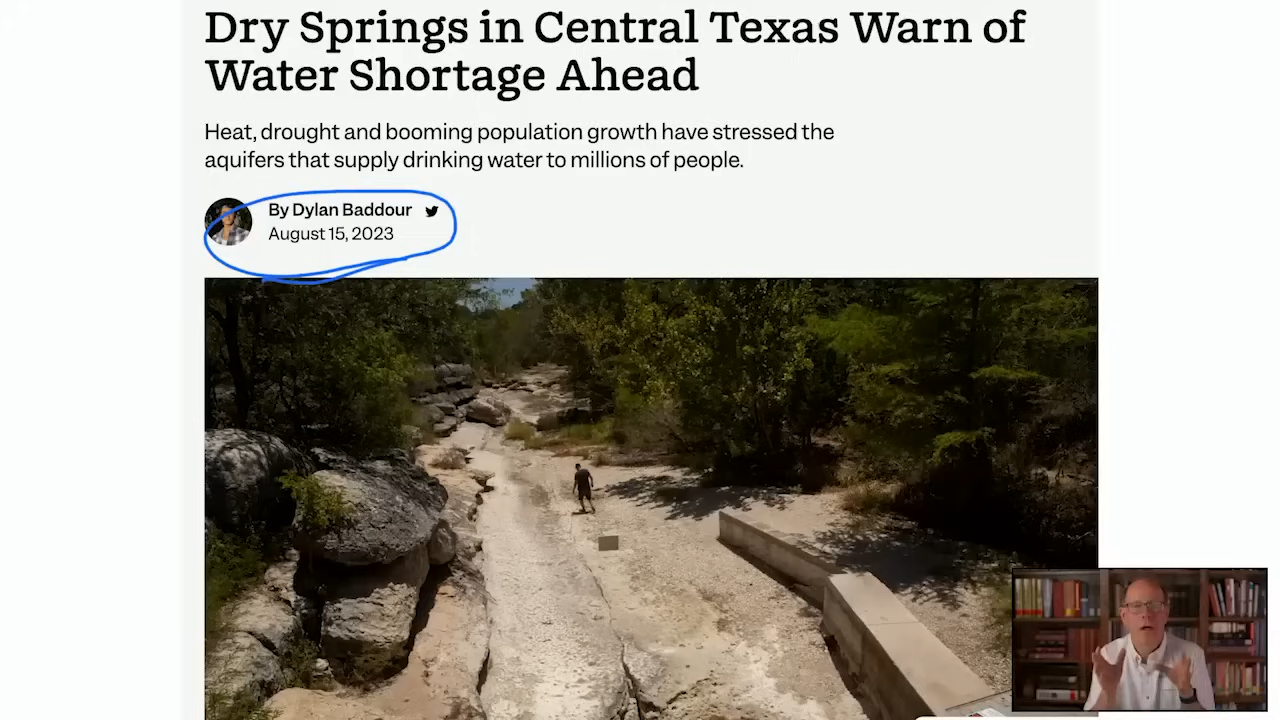 Dry Springs in Central Texas Warn of
Water Shortage Ahead
Heat, drought and booming population growth have stressed the
aquifers that supply drinking water to millions of people.
By Dylan Baddour
August 15, 2023